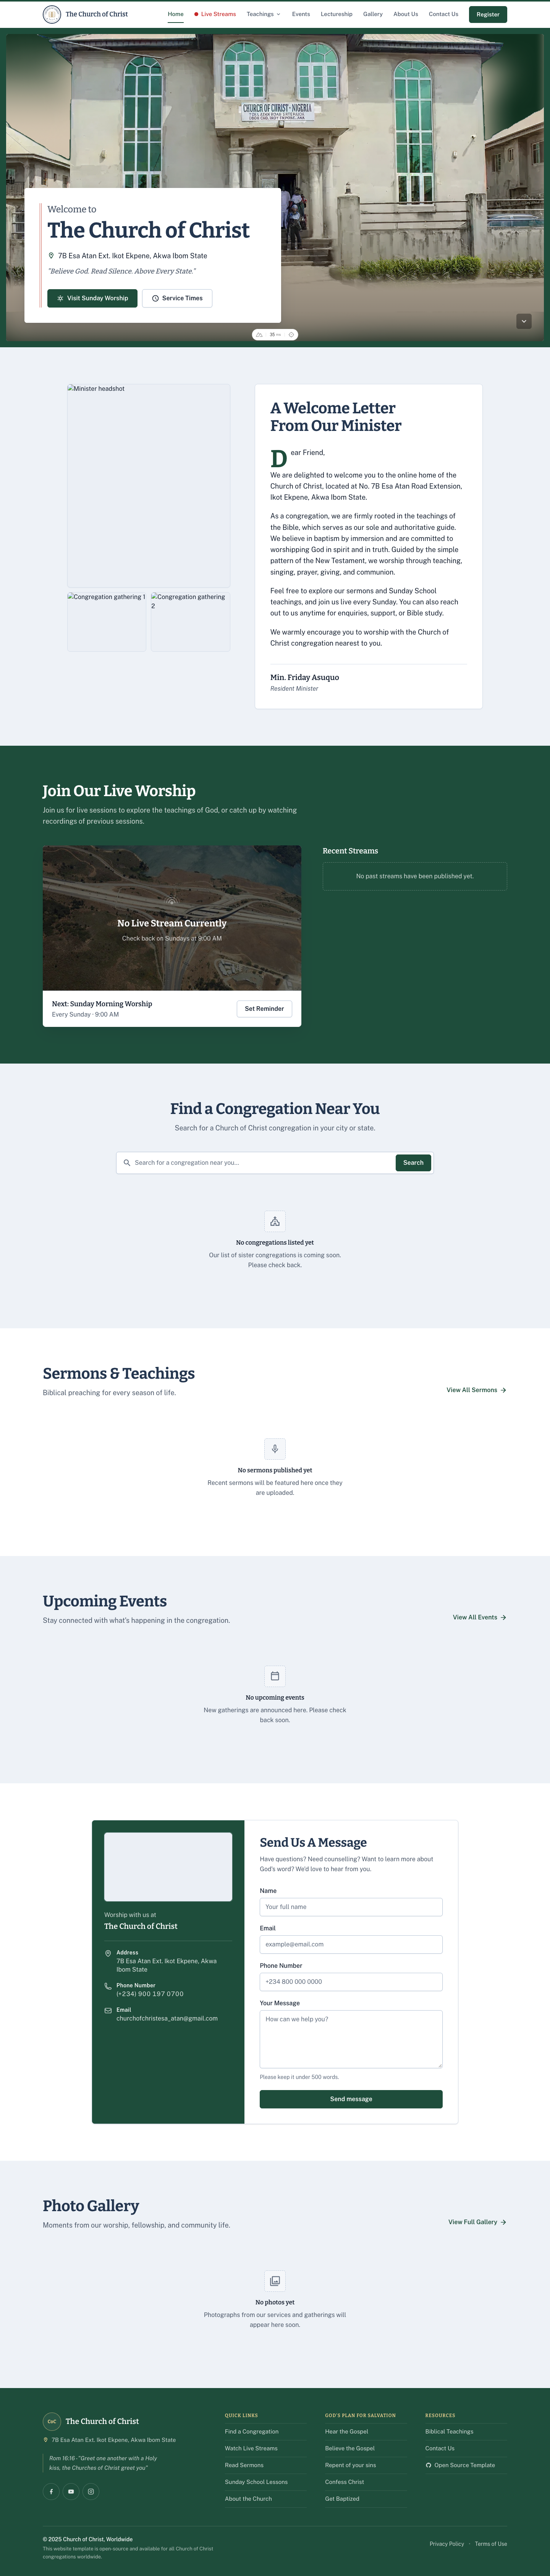 The Church of Christ
Home
Live Streams
Teachings
Events
Lectureship
Gallery
About Us
Contact Us
Register
CHURCH OF CHRIST - NIGERIA
Welcome to
The Church of Christ
7B Esa Atan Ext. Ikot Ekpene, Akwa Ibom State
"Believe God. Read Silence. Above Every State."
Visit Sunday Worship
Service Times
Minister headshot
Congregation gathering 1
Congregation gathering
2
A Welcome Letter
From Our Minister
Dear Friend,
We are delighted to welcome you to the online home of the
Church of Christ, located at No. 7B Esa Atan Road Extension,
Ikot Ekpene, Akwa Ibom State.
As a congregation, we are firmly rooted in the teachings of
the Bible, which serves as our sole and authoritative guide.
We believe in baptism by immersion and are committed to
worshipping God in spirit and in truth. Guided by the simple
pattern of the New Testament, we worship through teaching,
singing, prayer, giving, and communion.
Feel free to explore our sermons and Sunday School
teachings, and join us live every Sunday. You can also reach
out to us anytime for enquiries, support, or Bible study.
We warmly encourage you to worship with the Church of
Christ congregation nearest to you.
Min. Friday Asuquo
Resident Minister
Join Our Live Worship
Join us for live sessions to explore the teachings of God, or catch up by watching
recordings of previous sessions.
No Live Stream Currently
Check back on Sundays at 9:00 AM
Next: Sunday Morning Worship
Every Sunday · 9:00 AM
Set Reminder
Recent Streams
No past streams have been published yet.
Find a Congregation Near You
Search for a Church of Christ congregation in your city or state.
Search for a congregation near you...
Search
No congregations listed yet
Our list of sister congregations is coming soon.
Please check back.
Sermons & Teachings
Biblical preaching for every season of life.
View All Sermons
No sermons published yet
Recent sermons will be featured here once they
are uploaded.
Upcoming Events
Stay connected with what's happening in the congregation.
View All Events
No upcoming events
New gatherings are announced here. Please check
back soon.
Worship with us at
The Church of Christ
Address
7B Esa Atan Ext. Ikot Ekpene, Akwa
Ibom State
Phone Number
(+234) 900 197 0700
Email
churchofchristesa_atan@gmail.com
Send Us A Message
Have questions? Need counselling? Want to learn more about
God's word? We'd love to hear from you.
Name
Your full name
Email
example@email.com
Phone Number
+234 800 000 0000
Your Message
How can we help you?
Please keep it under 500 words.
Send message
Photo Gallery
Moments from our worship, fellowship, and community life.
View Full Gallery
No photos yet
Photographs from our services and gatherings will
appear here soon.
CoC
The Church of Christ
7B Esa Atan Ext. Ikot Ekpene, Akwa Ibom State
Rom 16:16 - "Greet one another with a Holy
kiss, the Churches of Christ greet you"
QUICK LINKS
Find a Congregation
Watch Live Streams
Read Sermons
Sunday School Lessons
About the Church
GOD'S PLAN FOR SALVATION
Hear the Gospel
Believe the Gospel
Repent of your sins
Confess Christ
Get Baptized
RESOURCES
Biblical Teachings
Contact Us
Open Source Template
© 2025 Church of Christ, Worldwide
This website template is open-source and available for all Church of Christ
congregations worldwide.
Privacy Policy
·
Terms of Use